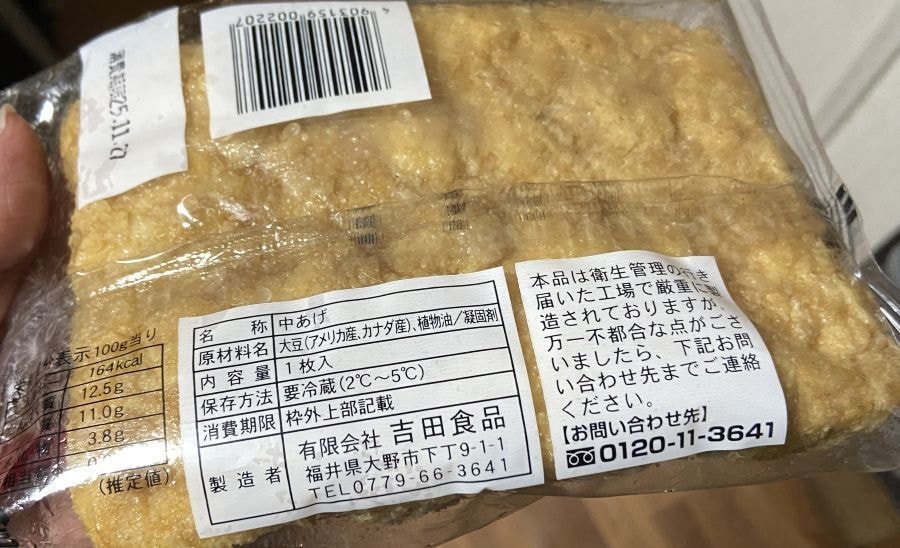 4 903159 002207
消費期限25.11.
名 称 中あげ
原材料名 大豆(アメリカ産、カナダ産)、植物油/凝固剤
内 容 量 1枚入
保存方法 要冷蔵(2℃〜5℃)
消費期限 枠外上部記載
製 造 者 有限会社 吉田食品
福井県大野市下丁9-1-1
TEL0779-66-3641
本品は衛生管理の行き
届いた工場で厳重に製
造されておりますが、
万一不都合な点がござ
いましたら、下記お問
い合わせ先までご連絡
ください。
【お問い合わせ先】
0120-11-3641
表示 100g当り
164kcal
12.5g
11.0g
3.8g
(推定値)